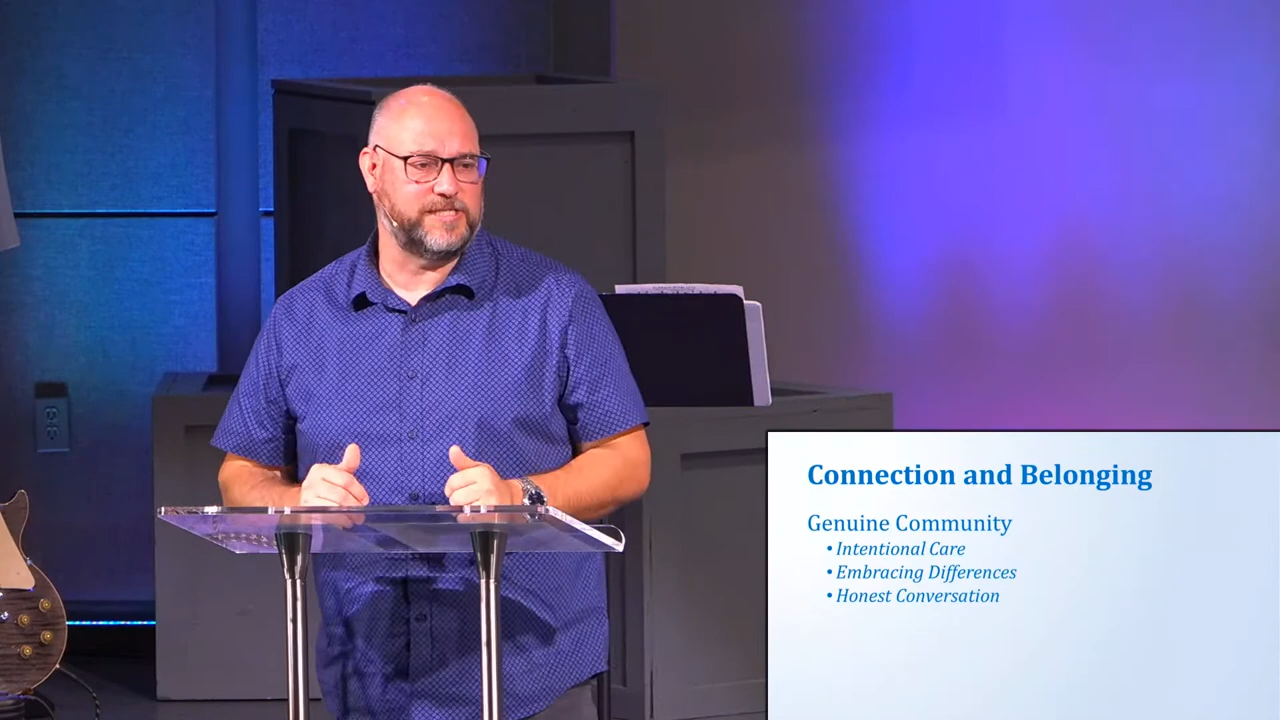 Connection and Belonging
Genuine Community
• Intentional Care
• Embracing Differences
• Honest Conversation